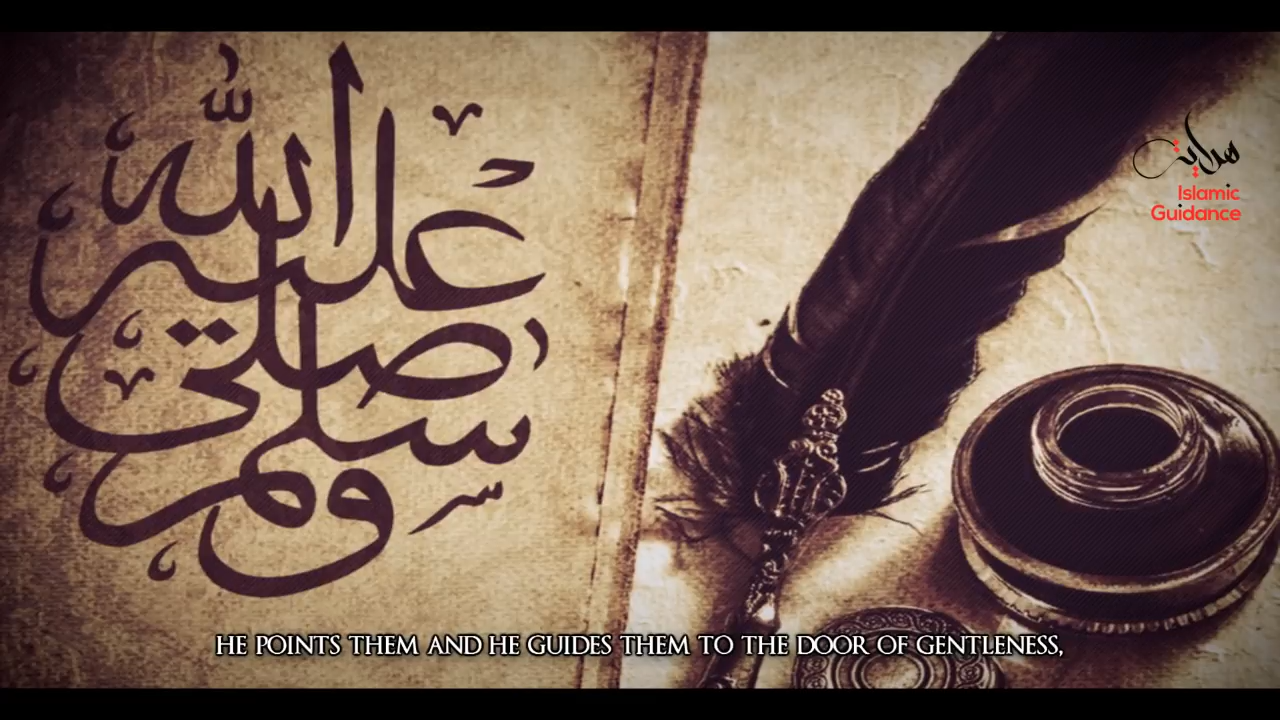 صلى الله
عليه
وسلم
هداية
Islamic
Guidance
HE POINTS THEM AND HE GUIDES THEM TO THE DOOR OF GENTLENESS,